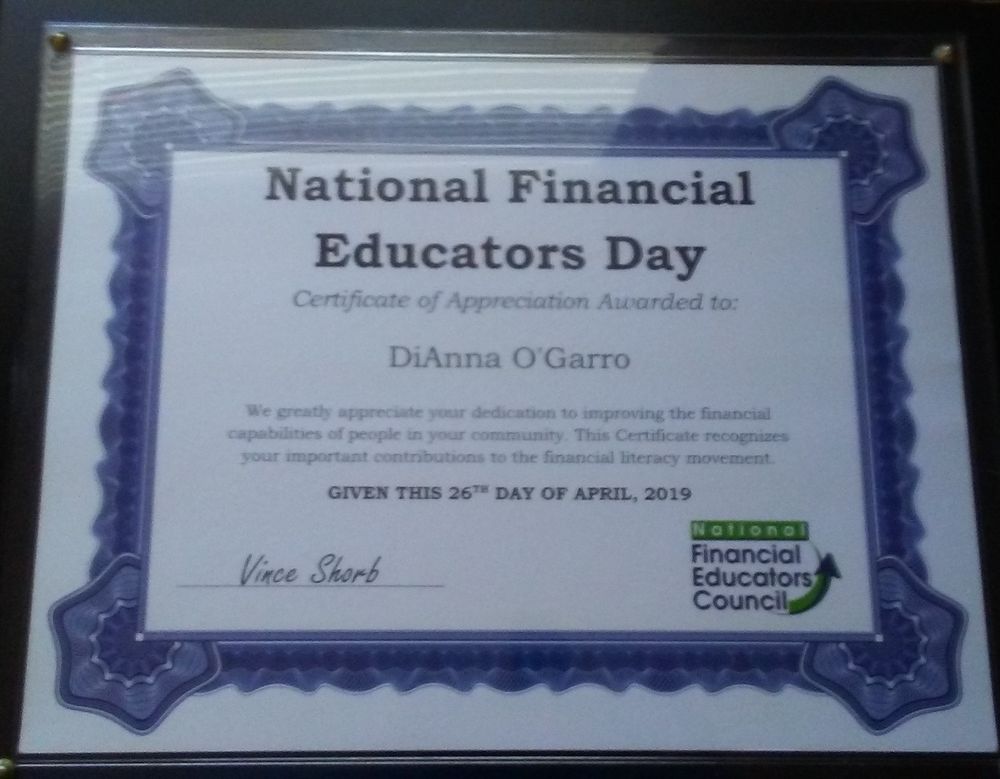 National Financial
Educators Day
Certificate of Appreciation Awarded to:
DiAnna O'Garro
We greatly appreciate your dedication to improving the financial
capabilities of people in your community. This Certificate recognizes
your important contributions to the financial literacy movement.
GIVEN THIS 26TH DAY OF APRIL, 2019
Vince Shorb
National
Financial
Educators
Council